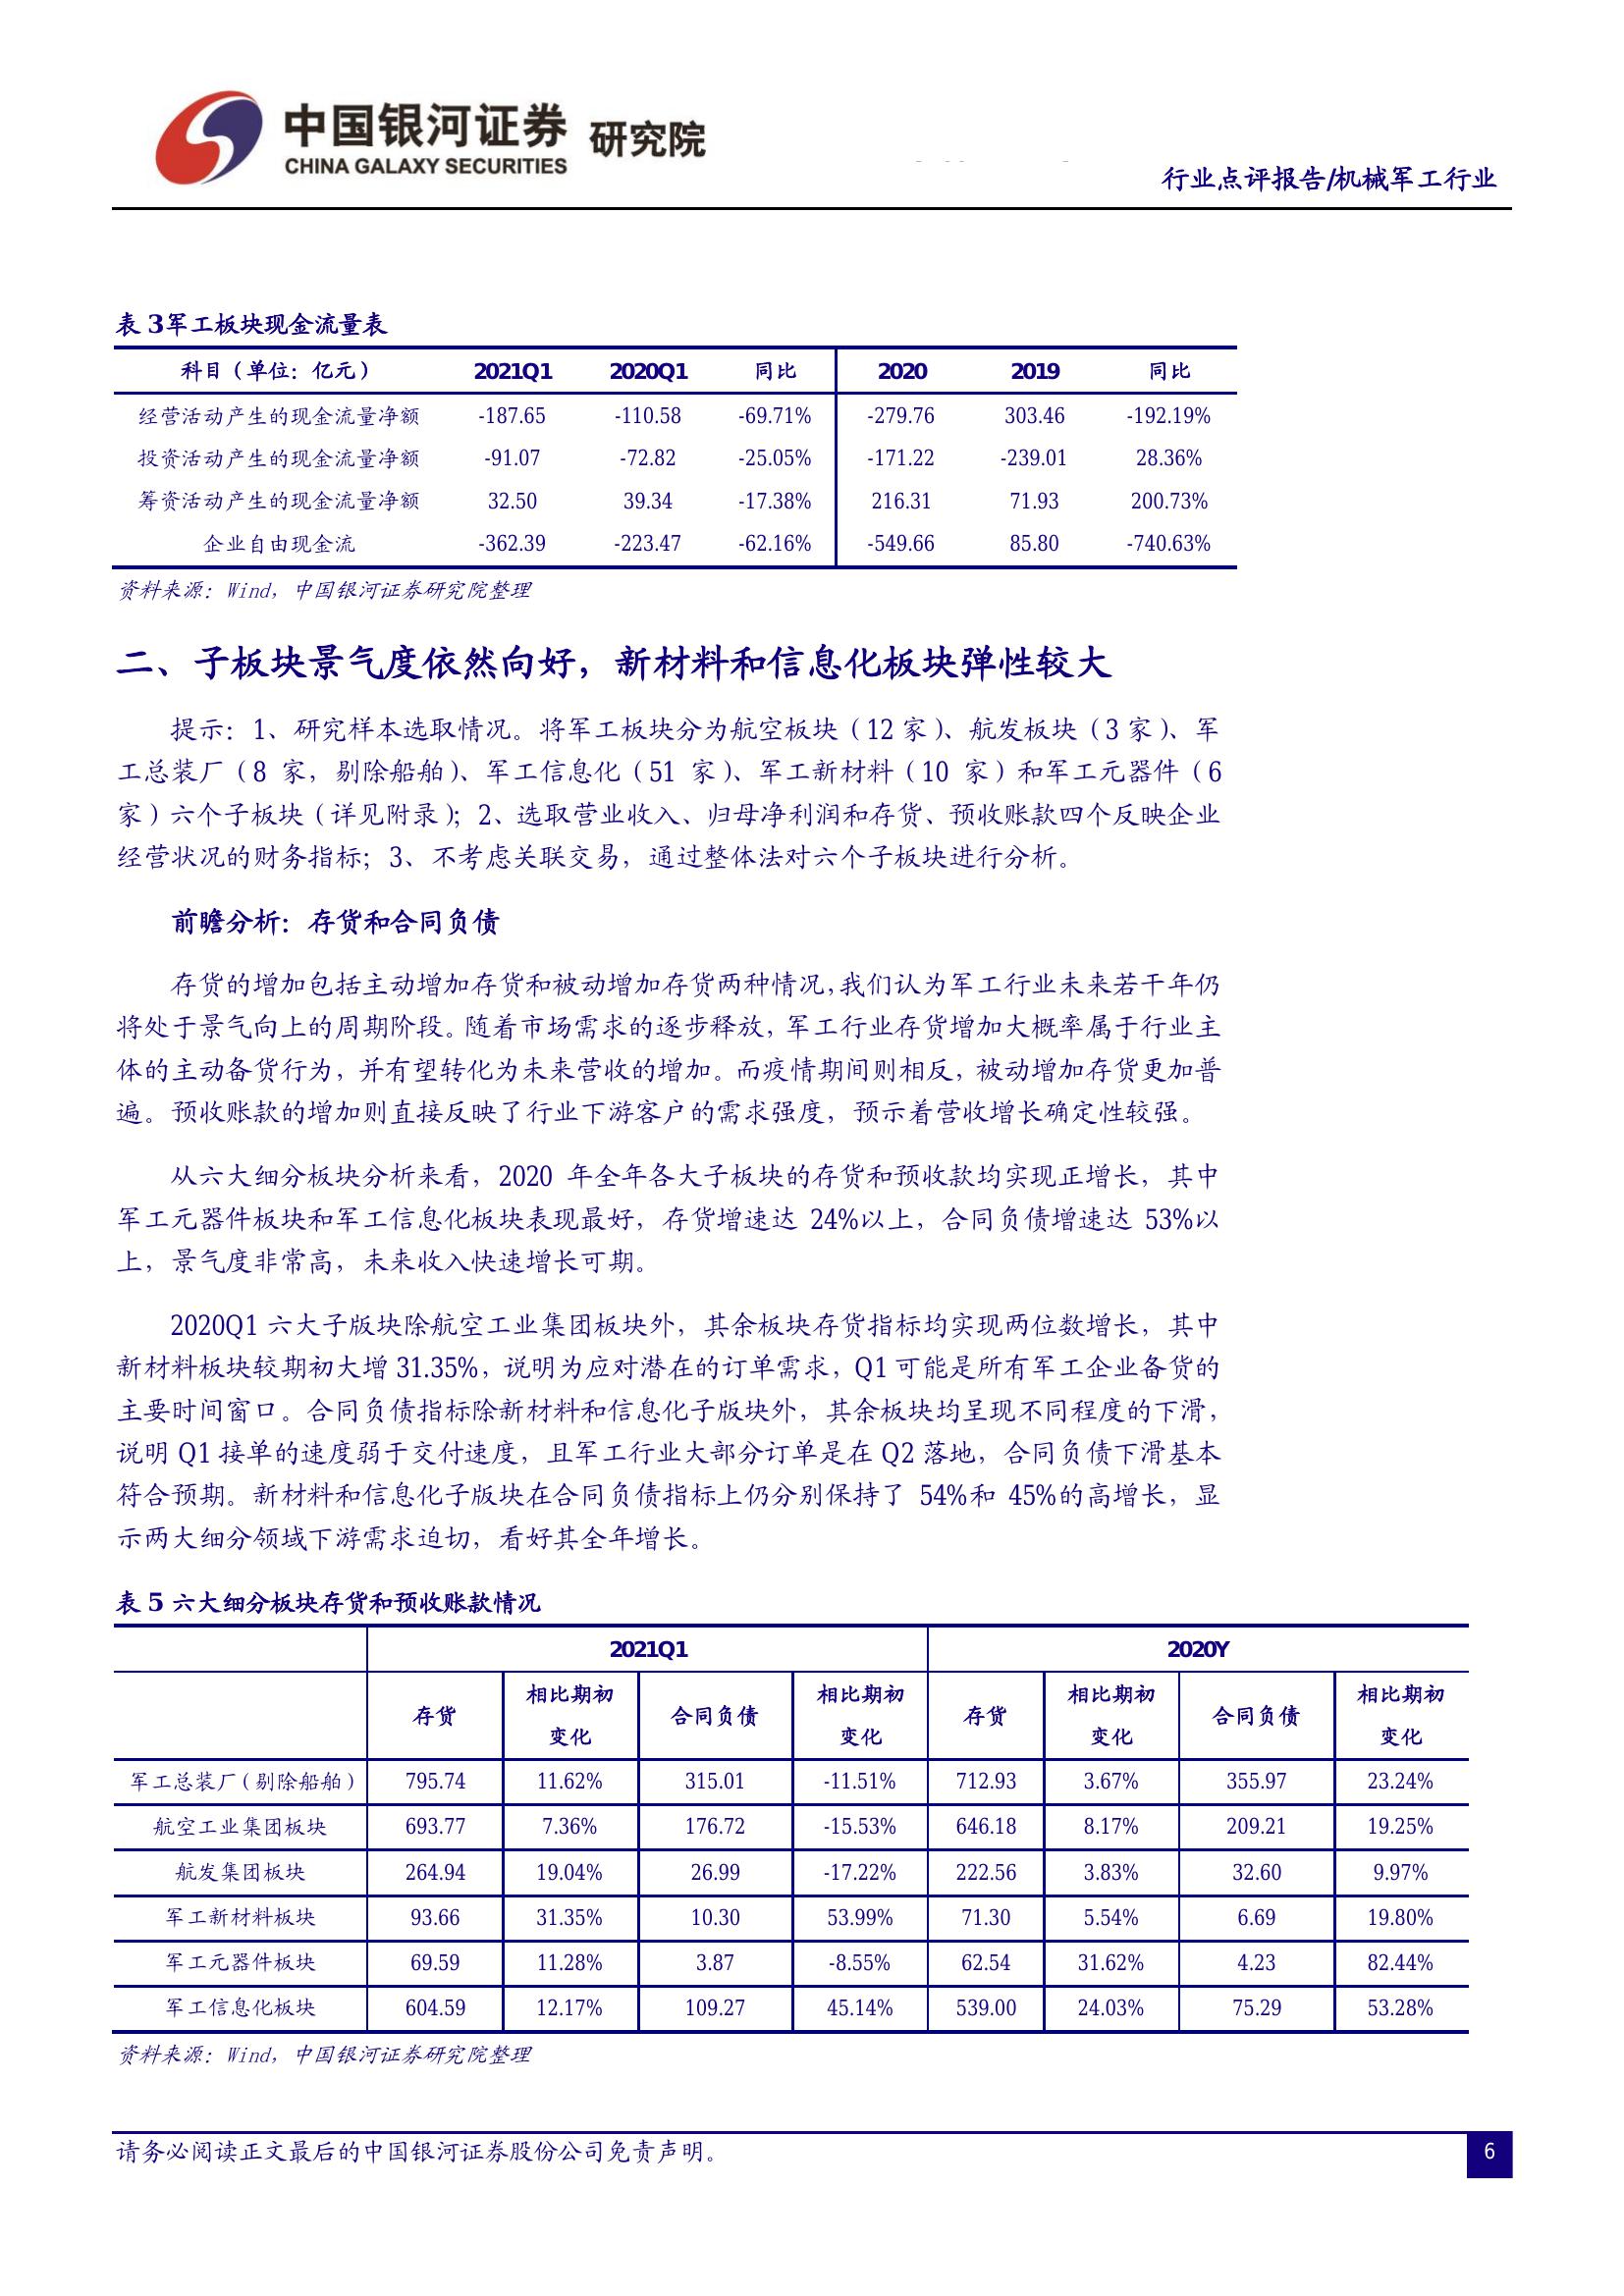 中国银河证券 研究院
CHINA GALAXY SECURITIES
行业点评报告/机械军工行业
表 3军工板块现金流量表
科目（单位：亿元） 2021Q1 2020Q1 同比 2020 2019 同比
经营活动产生的现金流量净额 -187.65 -110.58 -69.71% -279.76 303.46 -192.19%
投资活动产生的现金流量净额 -91.07 -72.82 -25.05% -171.22 -239.01 28.36%
筹资活动产生的现金流量净额 32.50 39.34 -17.38% 216.31 71.93 200.73%
企业自由现金流 -362.39 -223.47 -62.16% -549.66 85.80 -740.63%
资料来源：Wind，中国银河证券研究院整理
二、子板块景气度依然向好，新材料和信息化板块弹性较大
提示：1、研究样本选取情况。将军工板块分为航空板块（12 家）、航发板块（3 家）、军
工总装厂（8 家，剔除船舶）、军工信息化（51 家）、军工新材料（10 家）和军工元器件（6
家）六个子板块（详见附录）；2、选取营业收入、归母净利润和存货、预收账款四个反映企业
经营状况的财务指标；3、不考虑关联交易，通过整体法对六个子板块进行分析。
前瞻分析：存货和合同负债
存货的增加包括主动增加存货和被动增加存货两种情况，我们认为军工行业未来若干年仍
将处于景气向上的周期阶段。随着市场需求的逐步释放，军工行业存货增加大概率属于行业主
体的主动备货行为，并有望转化为未来营收的增加。而疫情期间则相反，被动增加存货更加普
遍。预收账款的增加则直接反映了行业下游客户的需求强度，预示着营收增长确定性较强。
从六大细分板块分析来看，2020 年全年各大子板块的存货和预收款均实现正增长，其中
军工元器件板块和军工信息化板块表现最好，存货增速达 24%以上，合同负债增速达 53%以
上，景气度非常高，未来收入快速增长可期。
2020Q1 六大子版块除航空工业集团板块外，其余板块存货指标均实现两位数增长，其中
新材料板块较期初大增 31.35%，说明为应对潜在的订单需求，Q1 可能是所有军工企业备货的
主要时间窗口。合同负债指标除新材料和信息化子版块外，其余板块均呈现不同程度的下滑，
说明 Q1 接单的速度弱于交付速度，且军工行业大部分订单是在 Q2 落地，合同负债下滑基本
符合预期。新材料和信息化子版块在合同负债指标上仍分别保持了 54%和 45%的高增长，显
示两大细分领域下游需求迫切，看好其全年增长。
表 5 六大细分板块存货和预收账款情况
2021Q1 2020Y
存货 相比期初变化 合同负债 相比期初变化 存货 相比期初变化 合同负债 相比期初变化
军工总装厂（剔除船舶） 795.74 11.62% 315.01 -11.51% 712.93 3.67% 355.97 23.24%
航空工业集团板块 693.77 7.36% 176.72 -15.53% 646.18 8.17% 209.21 19.25%
航发集团板块 264.94 19.04% 26.99 -17.22% 222.56 3.83% 32.60 9.97%
军工新材料板块 93.66 31.35% 10.30 53.99% 71.30 5.54% 6.69 19.80%
军工元器件板块 69.59 11.28% 3.87 -8.55% 62.54 31.62% 4.23 82.44%
军工信息化板块 604.59 12.17% 109.27 45.14% 539.00 24.03% 75.29 53.28%
资料来源：Wind，中国银河证券研究院整理
请务必阅读正文最后的中国银河证券股份公司免责声明。
6